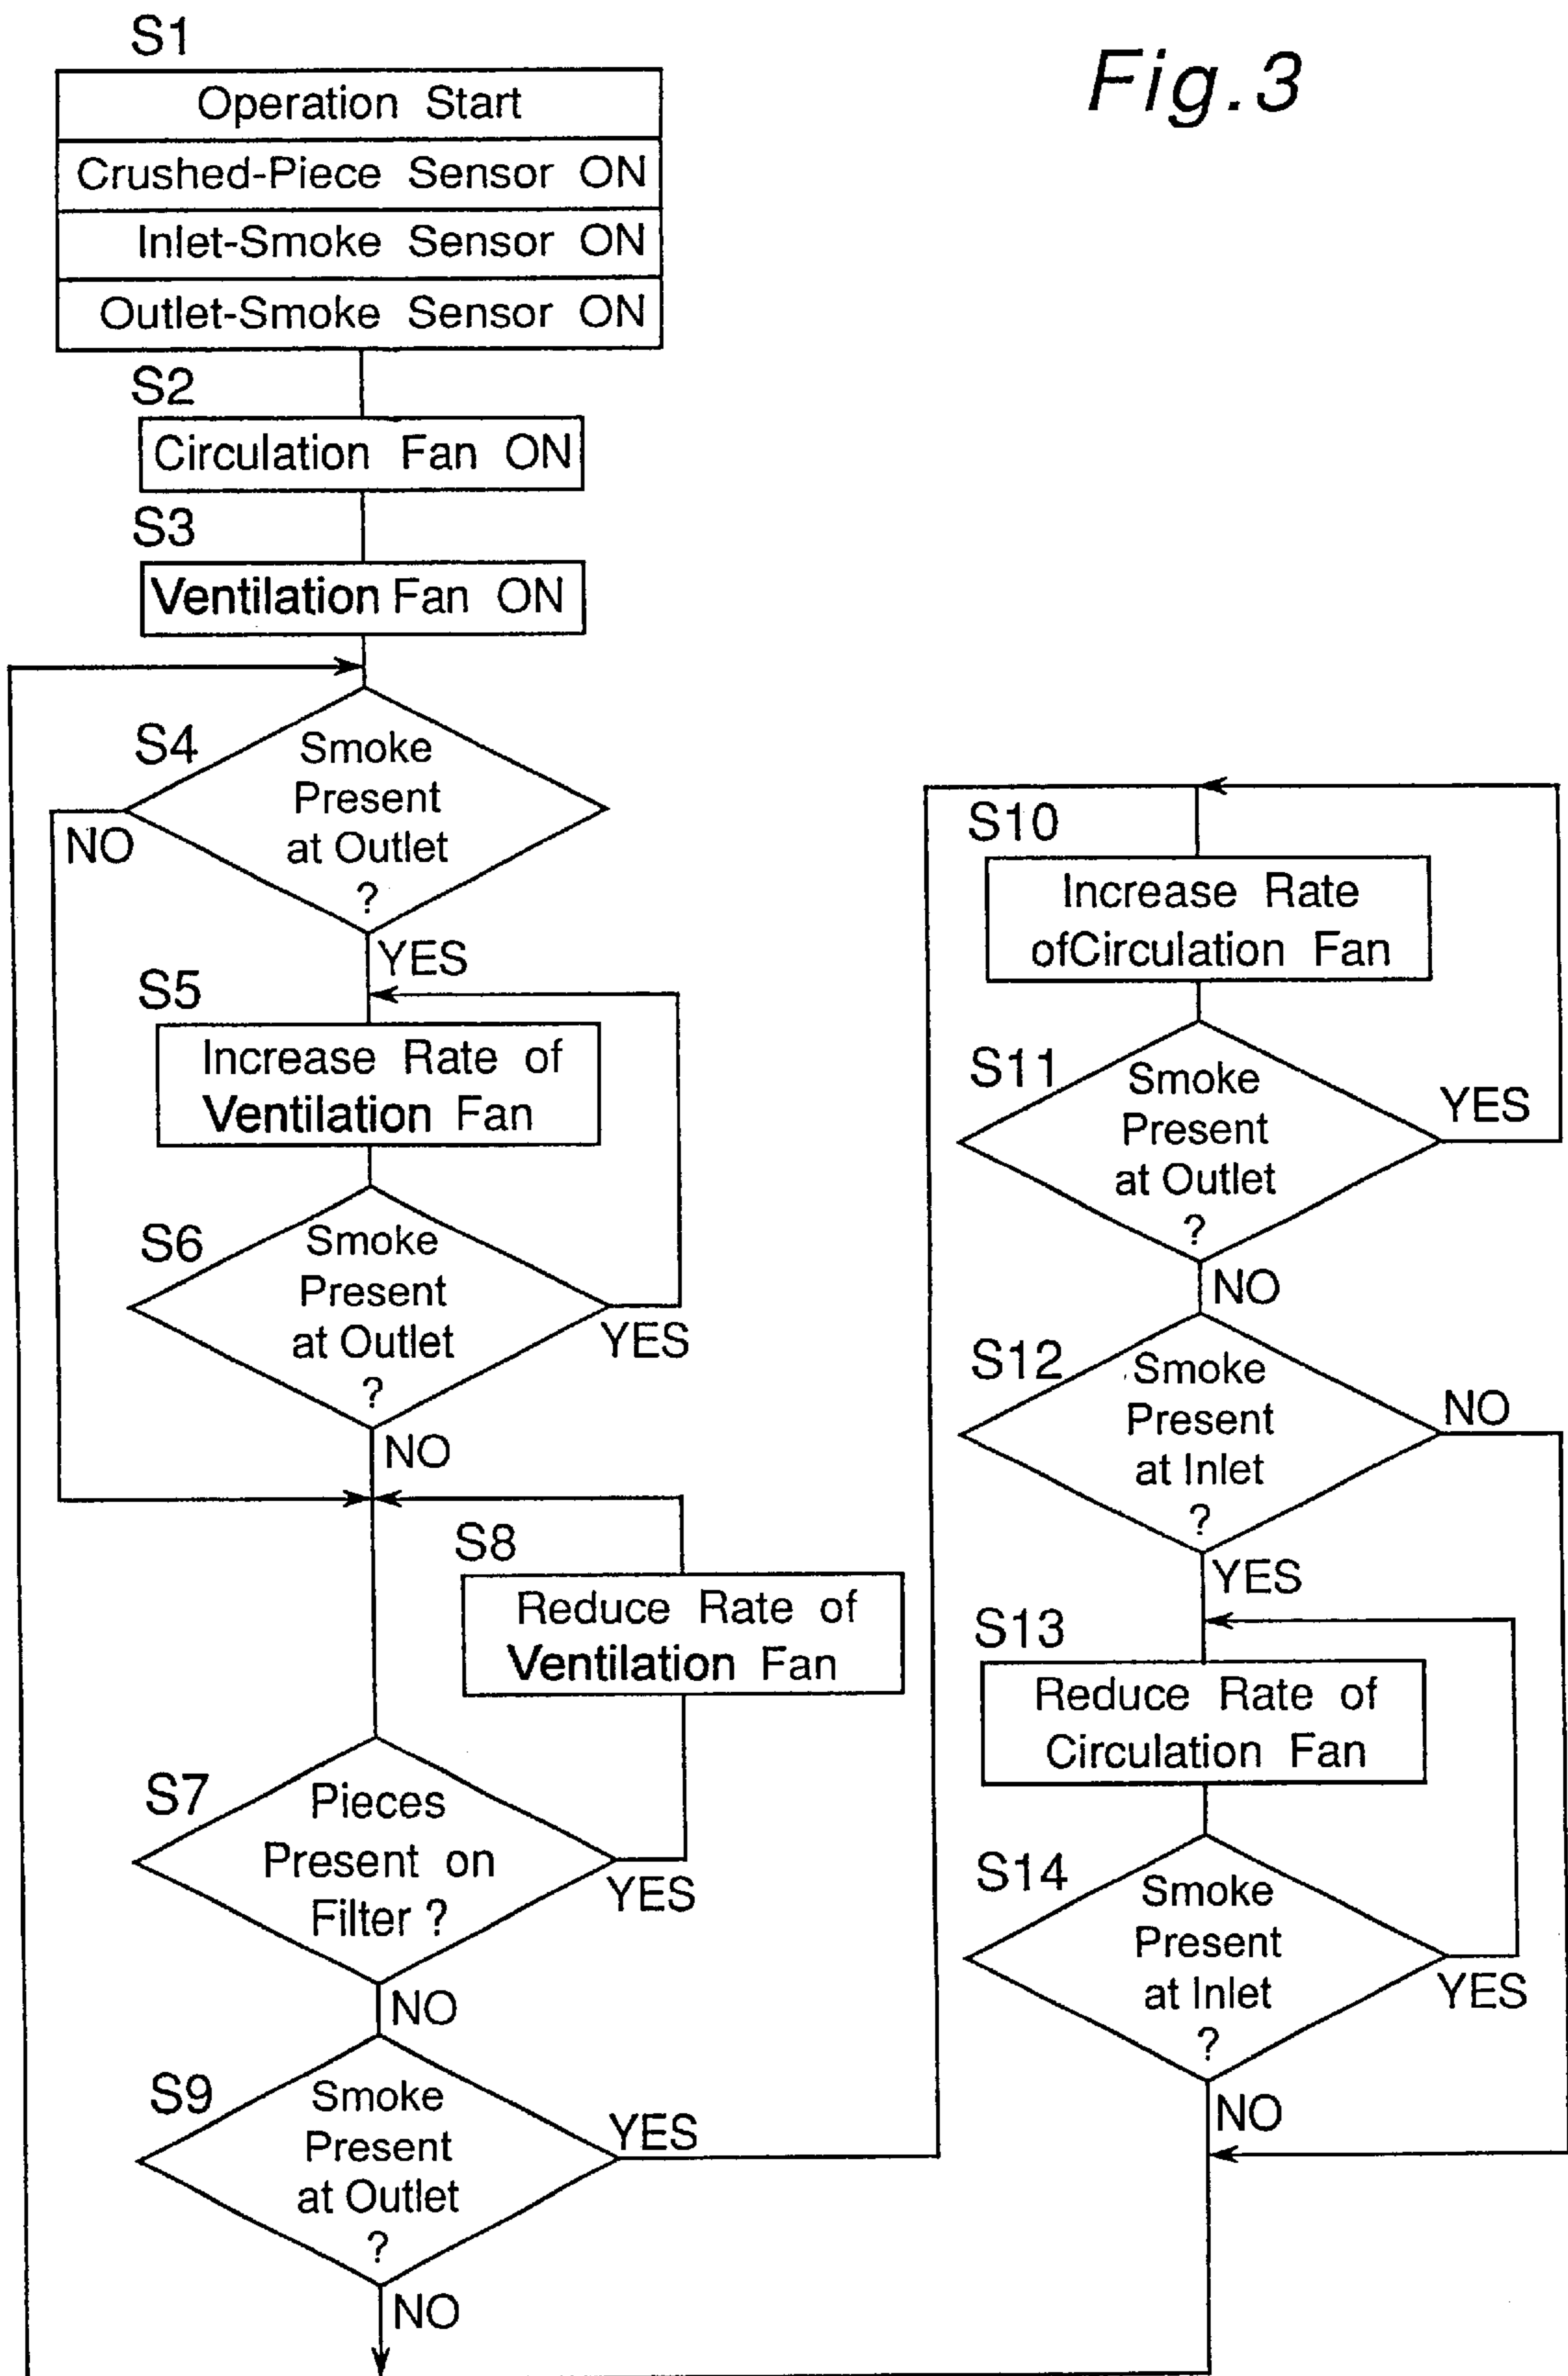 Fig.3
S1
Operation Start
Crushed-Piece Sensor ON
Inlet-Smoke Sensor ON
Outlet-Smoke Sensor ON
S2
Circulation Fan ON
S3
Ventilation Fan ON
S4
Smoke
Present
at Outlet
?
NO
YES
S5
Increase Rate of
Ventilation Fan
S6
Smoke
Present
at Outlet
?
YES
NO
S8
Reduce Rate of
Ventilation Fan
S7
Pieces
Present on
Filter ?
YES
NO
S9
Smoke
Present
at Outlet
?
YES
NO
S10
Increase Rate
ofCirculation Fan
S11
Smoke
Present
at Outlet
?
YES
NO
S12
Smoke
Present
at Inlet
?
NO
YES
S13
Reduce Rate of
Circulation Fan
S14
Smoke
Present
at Inlet
?
YES
NO